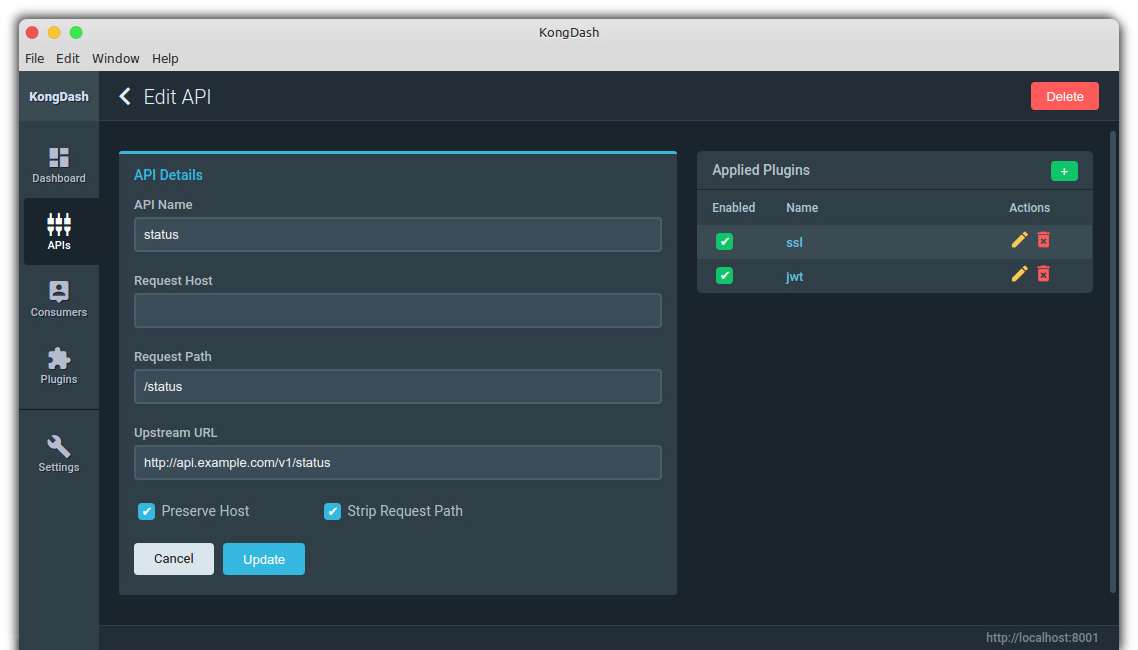 KongDash
File Edit Window Help
KongDash
Edit API
Delete
Dashboard
APIs
Consumers
Plugins
Settings
API Details
API Name
status
Request Host
Request Path
/status
Upstream URL
http://api.example.com/v1/status
Preserve Host Strip Request Path
Cancel Update
Applied Plugins
+
Enabled Name Actions
ssl
jwt
http://localhost:8001